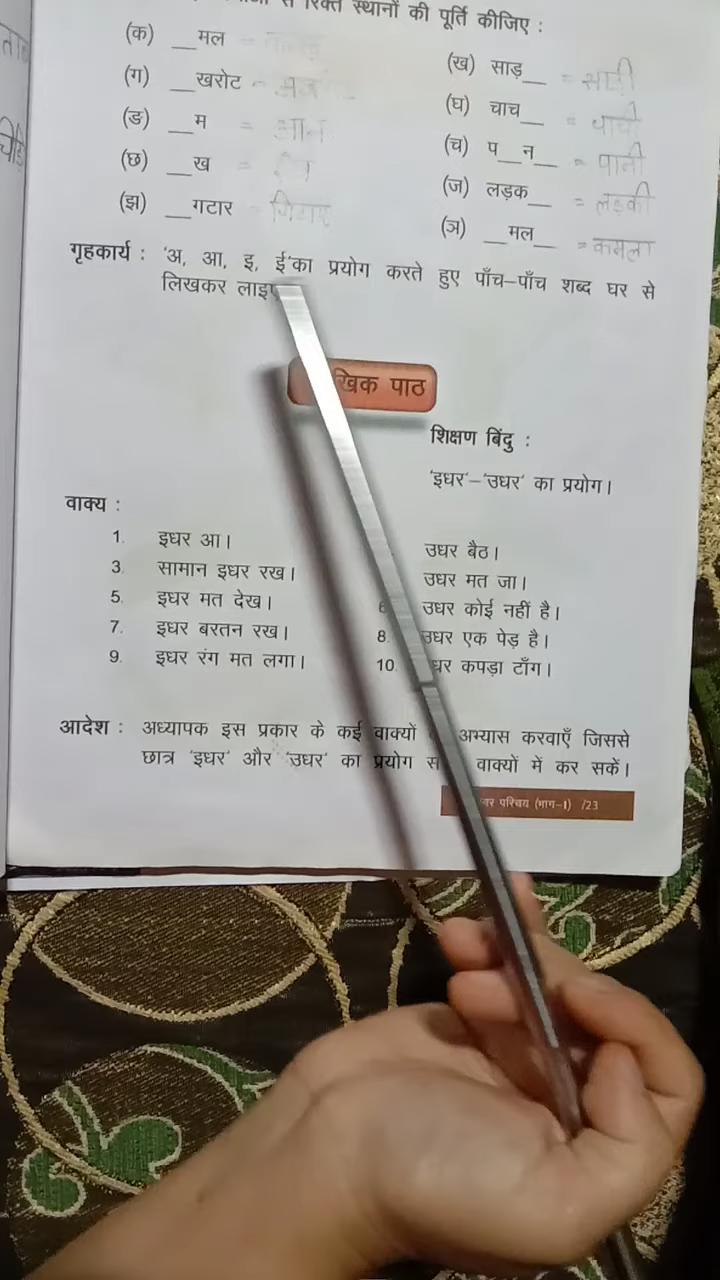 रिक्त स्थानों की पूर्ति कीजिए :
(क) __मल
(ख) साड़__ = साड़ी
(ग) __खरोट
(घ) चाच__ = चाची
(ङ) __म =
(च) प__न__ = पानी
(छ) __ख =
(ज) लड़क__ = लड़की
(झ) __गटार
(ञ) __मल__ = कमला
गृहकार्य : 'अ, आ, इ, ई'का प्रयोग करते हुए पाँच-पाँच शब्द घर से
लिखकर
पाठ
शिक्षण बिंदु :
'इधर'-'उधर' का प्रयोग।
वाक्य :
1. इधर आ।
उधर बैठ।
3. सामान इधर रख।
उधर मत जा।
5. इधर मत देख।
उधर कोई नहीं है।
7. इधर बरतन रख।
8. उधर एक पेड़ है।
9. इधर रंग मत लगा।
10. कपड़ा टाँग।
आदेश : अध्यापक इस प्रकार के कई वाक्यों अभ्यास करवाएँ जिससे
छात्र 'इधर' और 'उधर' का प्रयोग वाक्यों में कर सकें।
परिचय (भाग-I) /23